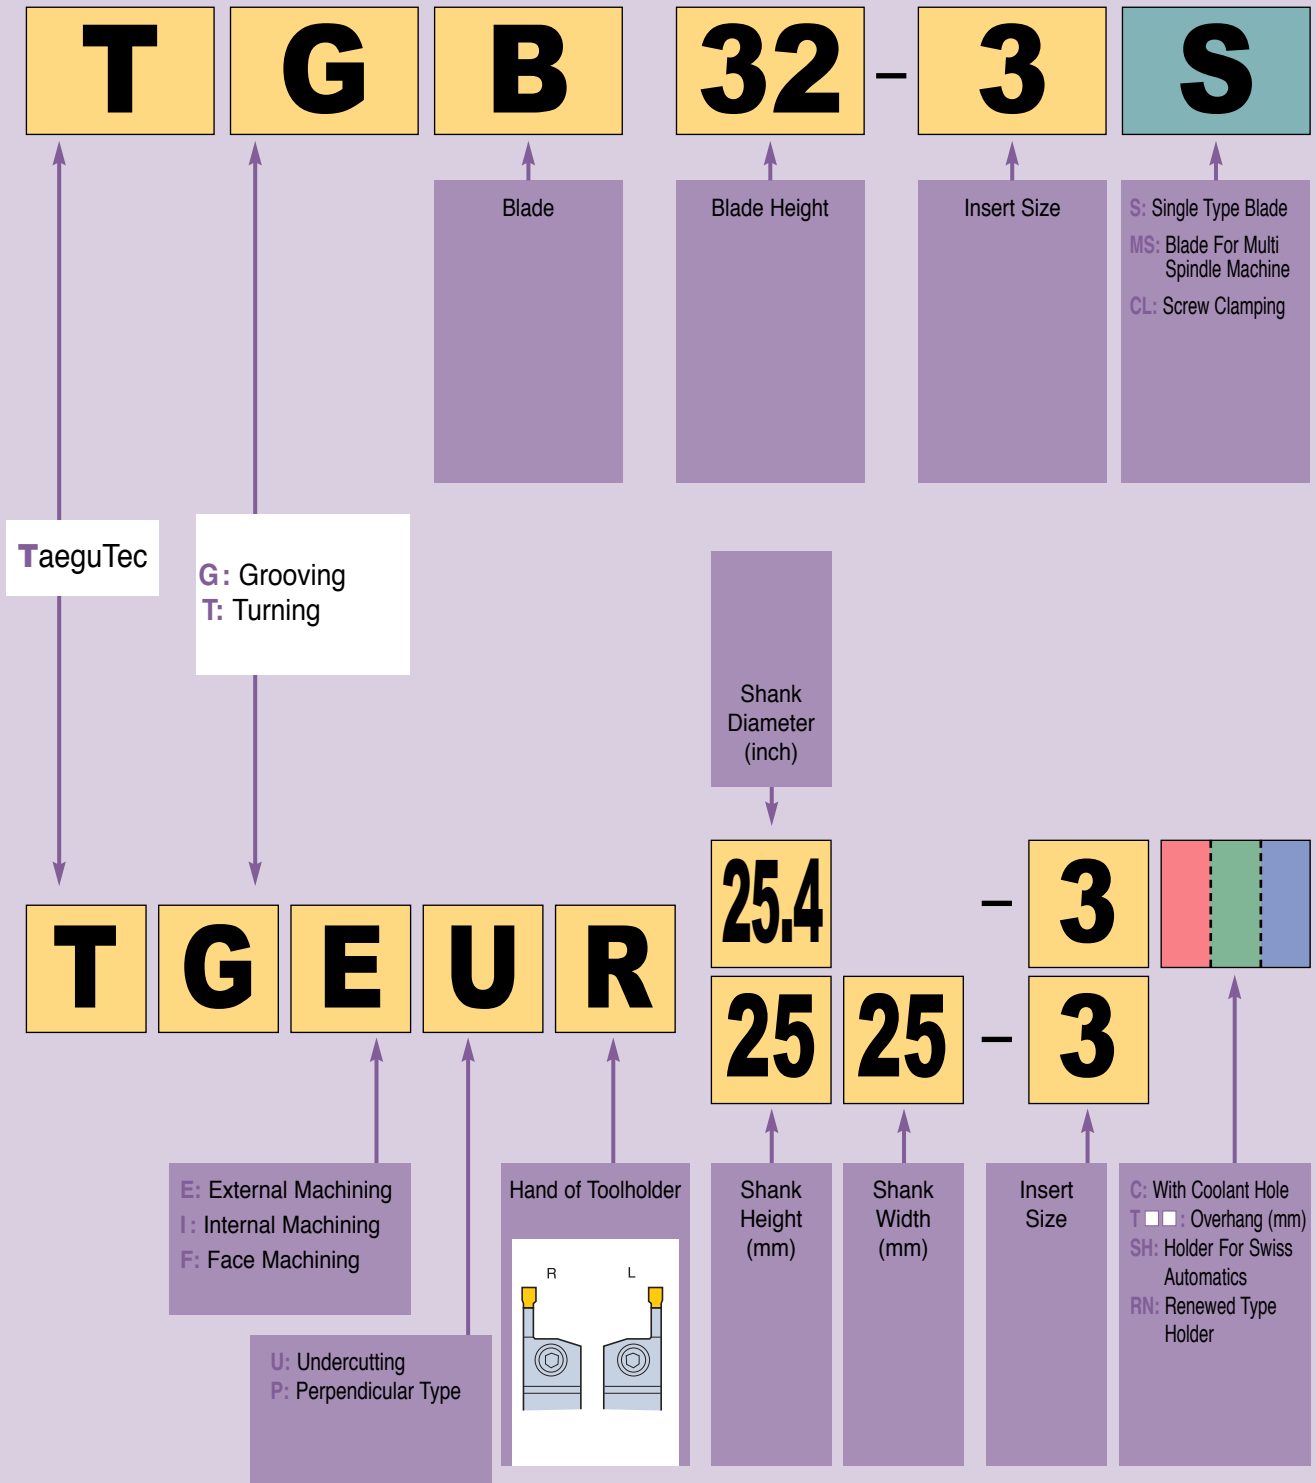 T G B 32 – 3 S
Blade
Blade Height
Insert Size
S: Single Type Blade
MS: Blade For Multi
Spindle Machine
CL: Screw Clamping
TaeguTec
G: Grooving
T: Turning
Shank
Diameter
(inch)
25.4 – 3
T G E U R
25 25 – 3
E: External Machining
I: Internal Machining
F: Face Machining
U: Undercutting
P: Perpendicular Type
Hand of Toolholder
R L
Shank
Height
(mm)
Shank
Width
(mm)
Insert
Size
C: With Coolant Hole
T□□: Overhang (mm)
SH: Holder For Swiss
Automatics
RN: Renewed Type
Holder